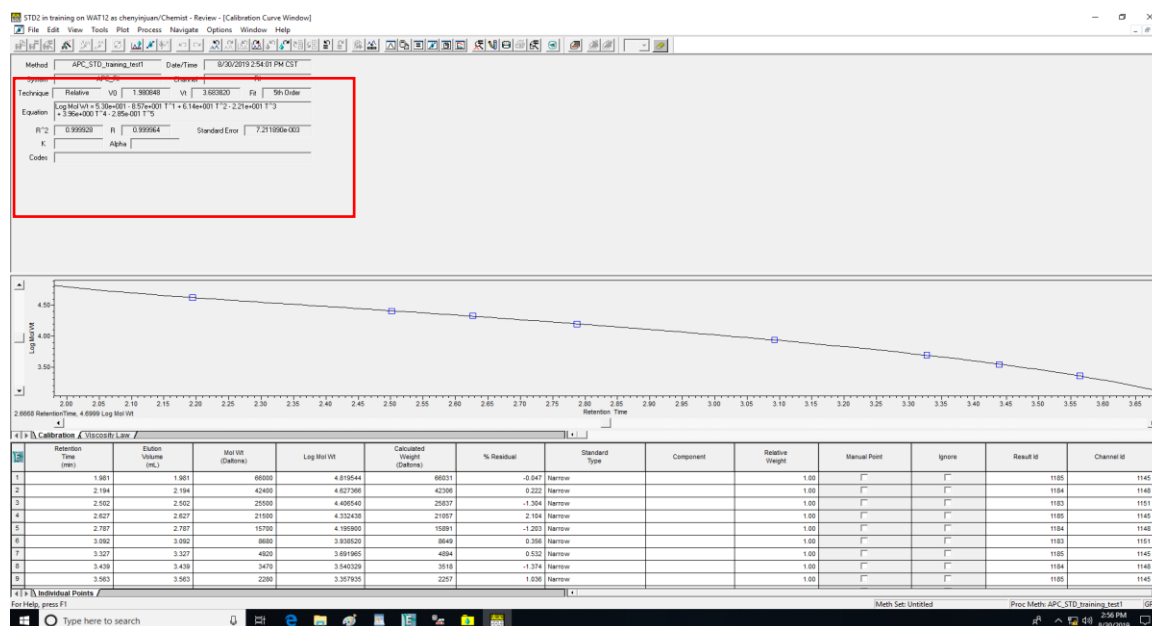 STD2 in training on WAT12 as chenyinjuan/Chemist - Review - [Calibration Curve Window]
File Edit View Tools Plot Process Navigate Options Window Help
Method APC_STD_training_test1 Date/Time 8/30/2019 2:54:01 PM CST
System Channel
Technique Relative V0 1.980848 Vt 3.683820 Fit 5th Order
Equation Log Mol Wt = 5.30e+001 - 8.57e+001 T^1 + 6.14e+001 T^2 - 2.21e+001 T^3
+ 3.96e+000 T^4 - 2.85e-001 T^5
R^2 0.999928 R 0.999964 Standard Error 7.211890e-003
K Alpha
Codes
Log Mol Wt
4.50
4.00
3.50
2.00 2.05 2.10 2.15 2.20 2.25 2.30 2.35 2.40 2.45 2.50 2.55 2.60 2.65 2.70 2.75 2.80 2.85 2.90 2.95 3.00 3.05 3.10 3.15 3.20 3.25 3.30 3.35 3.40 3.45 3.50 3.55 3.60 3.65
2.6668 RetentionTime, 4.6999 Log Mol Wt
Retention Time
Calibration Viscosity Law
Retention Time (min) Elution Volume (mL) Mol Wt (Daltons) Log Mol Wt Calculated Weight (Daltons) % Residual Standard Type Component Relative Weight Manual Point Ignore Result Id Channel Id
1 1.981 1.981 66000 4.819544 66031 -0.047 Narrow 1.00 1185 1145
2 2.194 2.194 42400 4.627366 42306 0.222 Narrow 1.00 1184 1148
3 2.502 2.502 25500 4.406540 25837 -1.304 Narrow 1.00 1183 1151
4 2.627 2.627 21500 4.332438 21057 2.104 Narrow 1.00 1185 1145
5 2.787 2.787 15700 4.195900 15891 -1.203 Narrow 1.00 1184 1148
6 3.092 3.092 8680 3.938520 8649 0.356 Narrow 1.00 1183 1151
7 3.327 3.327 4920 3.691965 4894 0.532 Narrow 1.00 1185 1145
8 3.439 3.439 3470 3.540329 3518 -1.374 Narrow 1.00 1184 1148
9 3.563 3.563 2280 3.357935 2257 1.036 Narrow 1.00 1185 1145
Individual Points
For Help, press F1 Meth Set: Untitled Proc Meth: APC_STD_training_test1
Type here to search 2:56 PM
8/30/2019